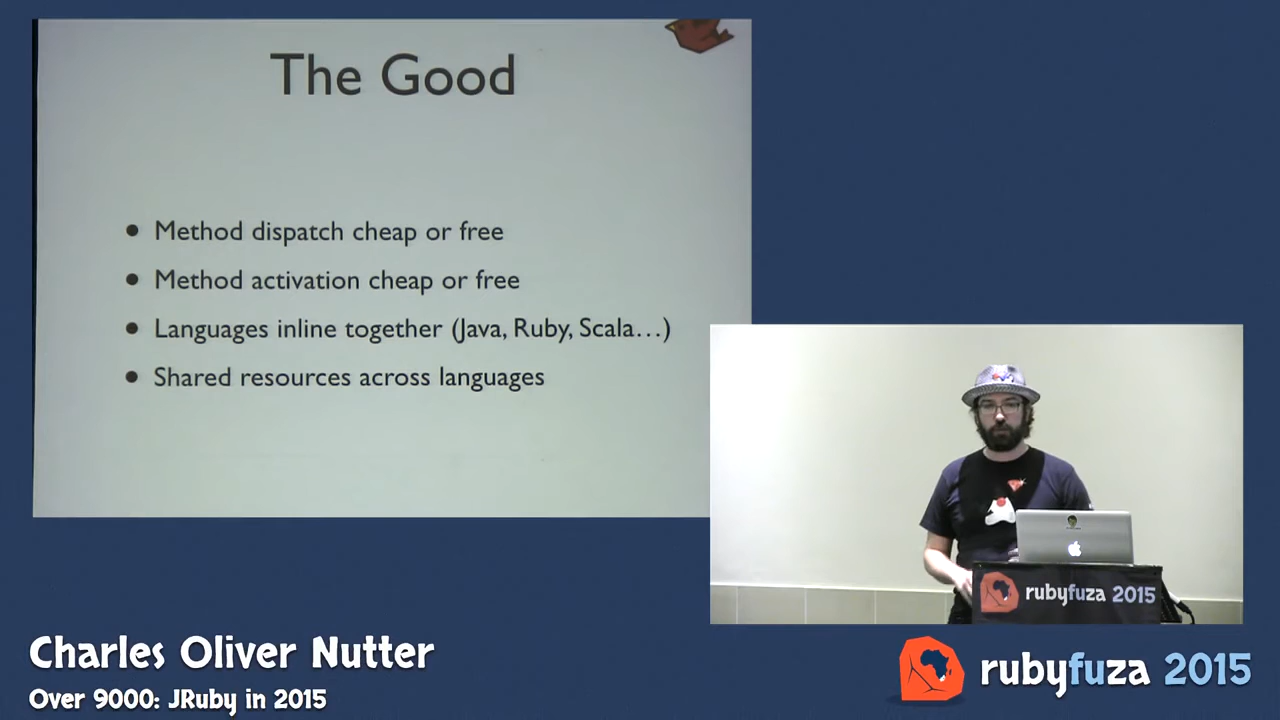 The Good
• Method dispatch cheap or free
• Method activation cheap or free
• Languages inline together (Java, Ruby, Scala...)
• Shared resources across languages
rubyfuza 2015
Charles Oliver Nutter
Over 9000: JRuby in 2015
rubyfuza 2015